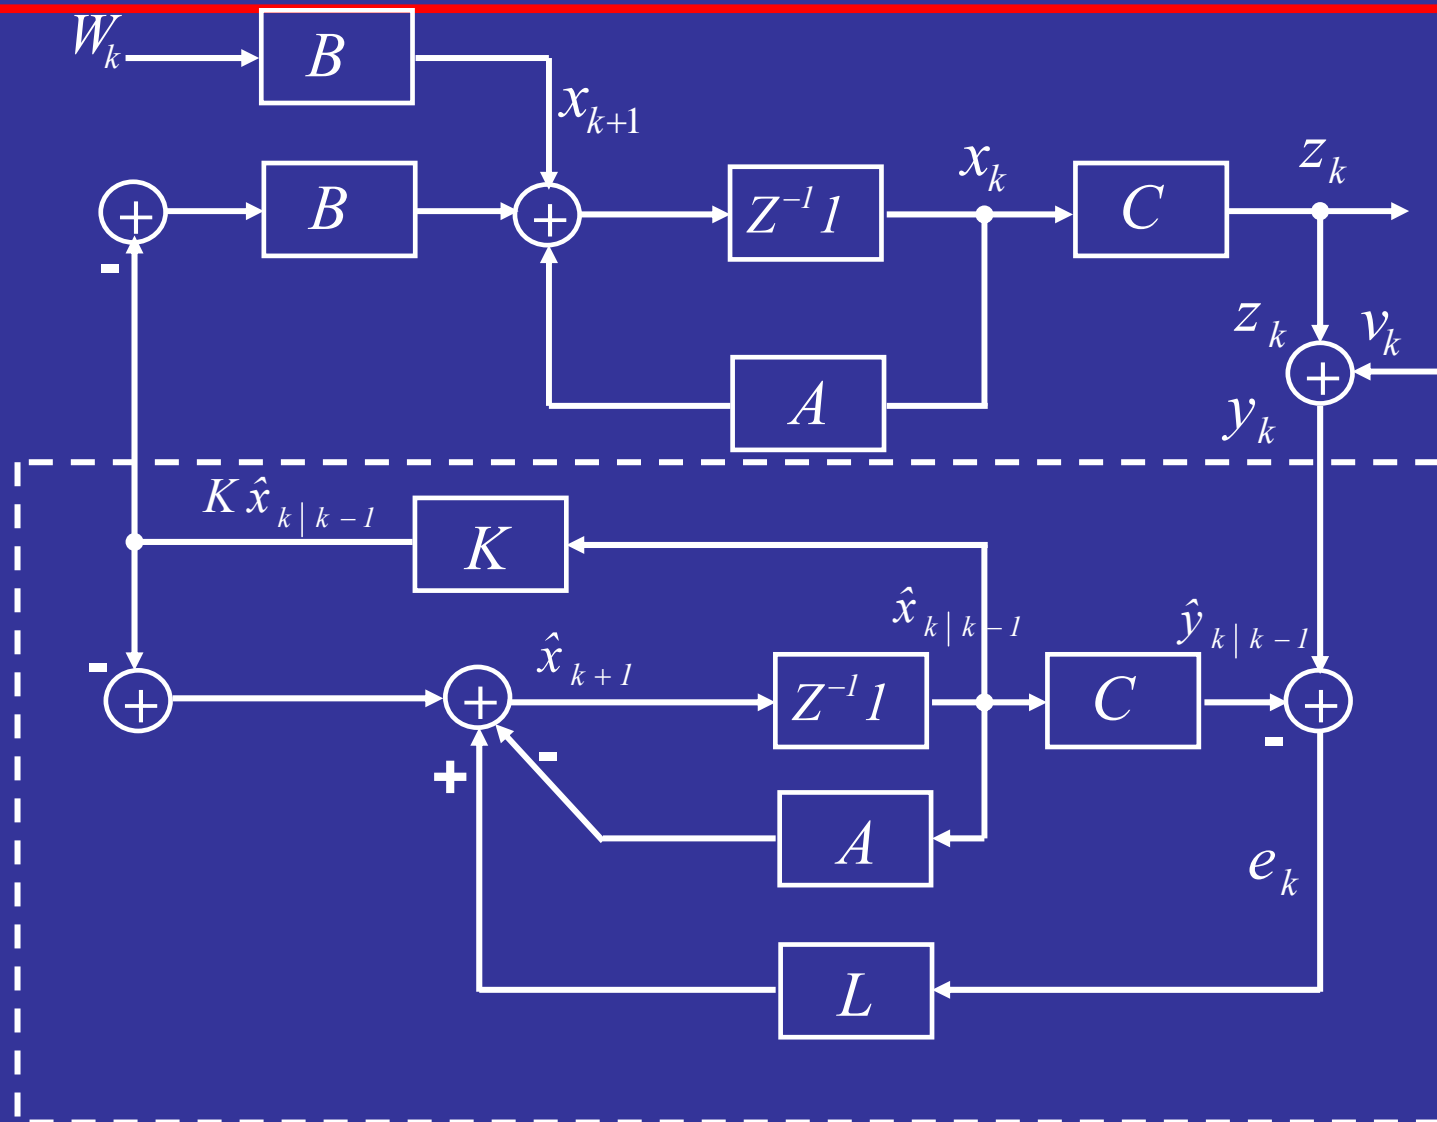 W_k
B
x_{k+1}
+
-
B
+
Z^{-1} 1
x_k
C
z_k
z_k
v_k
+
y_k
A
K x̂_{k|k-1}
K
x̂_{k|k-1}
ŷ_{k|k-1}
-
+
x̂_{k+1}
+
Z^{-1} 1
C
+
-
+
-
A
e_k
L